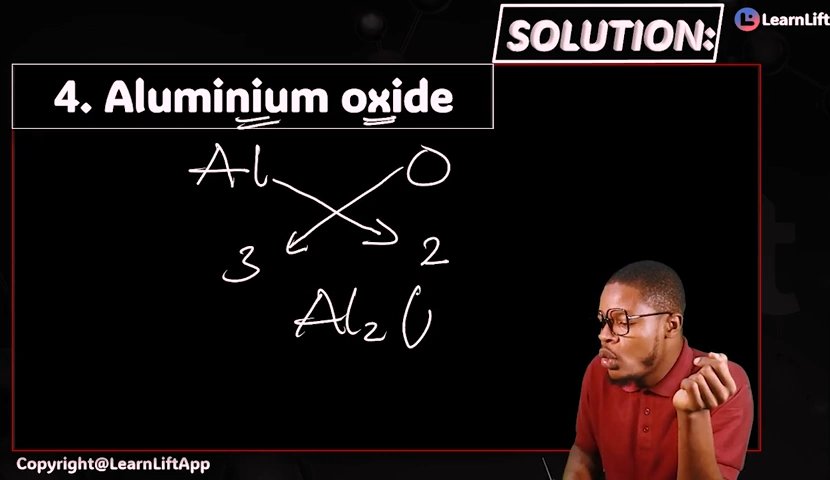 SOLUTION:
LearnLift
4. Aluminium oxide
Al O
3 2
Al₂ (
Copyright@LearnLiftApp